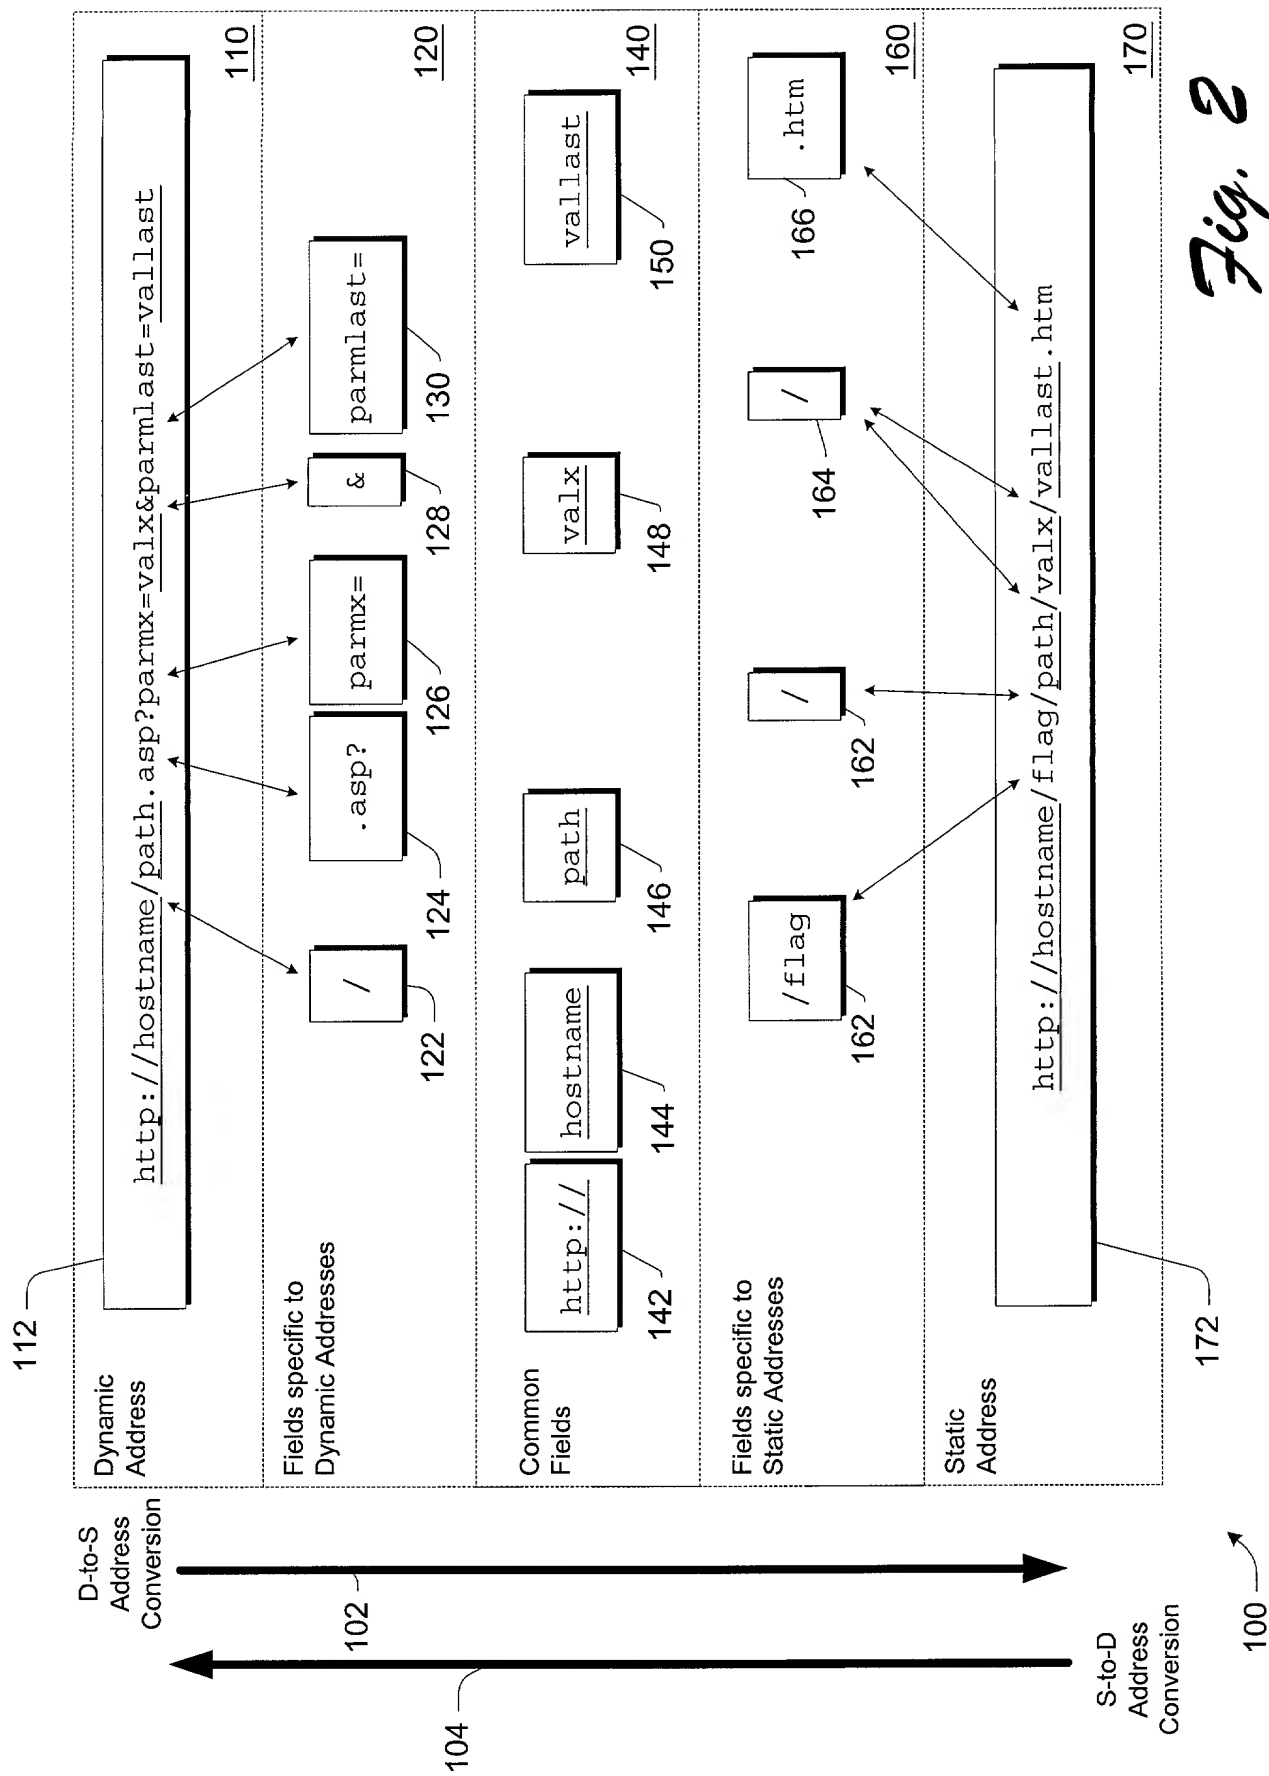 D-to-S
Address
Conversion
102
104
S-to-D
Address
Conversion
100
112
Dynamic
Address
http://hostname/path.asp?parmx=valx&parmlast=vallast
110
Fields specific to
Dynamic Addresses
/
.asp?
parmx=
&
parmlast=
122
124
126
128
130
120
Common
Fields
http://
hostname
path
valx
vallast
142
144
146
148
150
140
Fields specific to
Static Addresses
/flag
/
/
.htm
162
162
164
166
160
Static
Address
http://hostname/flag/path/valx/vallast.htm
172
170
Fig. 2